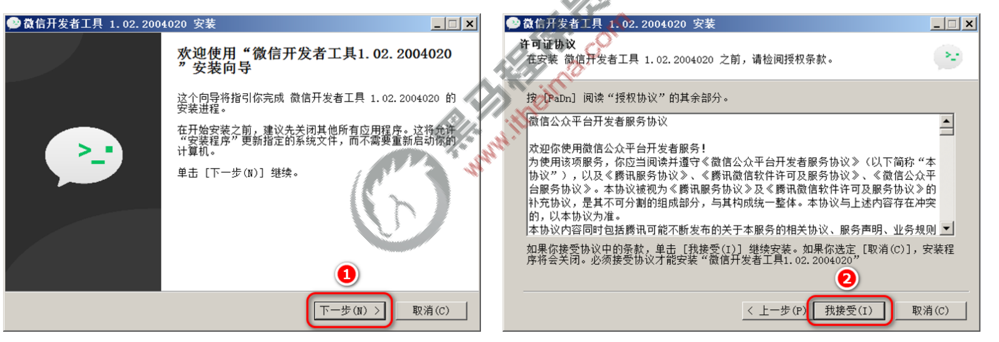 微信开发者工具 1.02.2004020 安装
欢迎使用“微信开发者工具1.02.2004020
”安装向导
这个向导将指引你完成 微信开发者工具 1.02.2004020 的
安装进程。
在开始安装之前，建议先关闭其他所有应用程序。这将允许
“安装程序”更新指定的系统文件，而不需要重新启动你的
计算机。
单击 [下一步(N)] 继续。
1
下一步(N) >
取消(C)
微信开发者工具 1.02.2004020 安装
许可证协议
在安装 微信开发者工具 1.02.2004020 之前，请检阅授权条款。
按 [PaDn] 阅读“授权协议”的其余部分。
微信公众平台开发者服务协议
欢迎你使用微信公众平台开发者服务！
为使用该项服务，你应当阅读并遵守《微信公众平台开发者服务协议》（以下简称“本
协议”），以及《腾讯服务协议》、《腾讯微信软件许可及服务协议》、《微信公众平
台服务协议》。本协议被视为《腾讯服务协议》及《腾讯微信软件许可及服务协议》的
补充协议，是其不可分割的组成部分，与其构成统一整体。本协议与上述内容存在冲突
的，以本协议为准。
本协议内容同时包括腾讯可能不断发布的关于本服务的相关协议、服务声明、业务规则
如果你接受协议中的条款，单击 [我接受(I)] 继续安装。如果你选定 [取消(C)]，安装程
序将会关闭。必须接受协议才能安装“微信开发者工具1.02.2004020”
2
< 上一步(P)
我接受(I)
取消(C)
黑马程序员
www.itheima.com